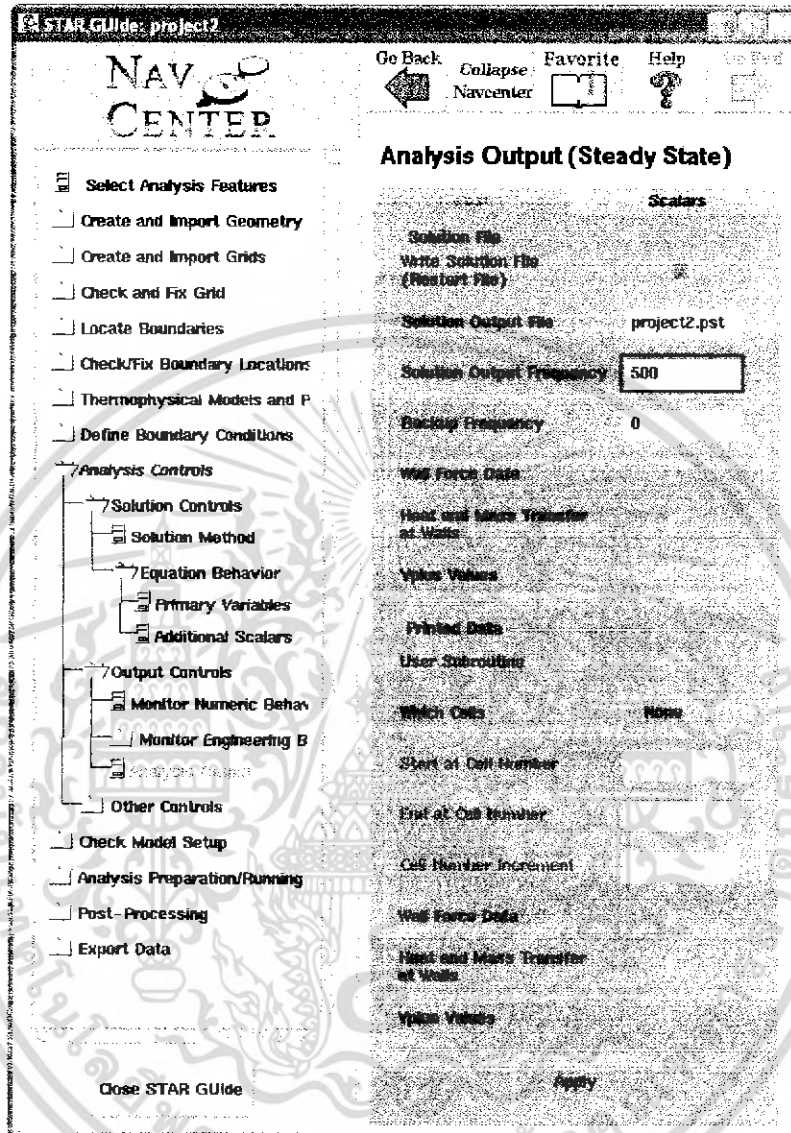 STAR GUIde: project2
NAV
CENTER
Go Back
Collapse
Navcenter
Favorite
Help
Analysis Output (Steady State)
Select Analysis Features
Create and Import Geometry
Create and Import Grids
Check and Fix Grid
Locate Boundaries
Check/Fix Boundary Locations
Thermophysical Models and P
Define Boundary Conditions
Analysis Controls
Solution Controls
Solution Method
Equation Behavior
Primary Variables
Additional Scalars
Output Controls
Monitor Numeric Behav
Monitor Engineering B
Analysis Output
Other Controls
Check Model Setup
Analysis Preparation/Running
Post-Processing
Export Data
Close STAR GUIde
Scalars
Solution File
Write Solution File
(Restart File)
Solution Output File project2.pst
Solution Output Frequency 500
Backup Frequency 0
Wall Force Data
Heat and Mass Transfer
at Walls
Yplus Values
Printed Data
User Subroutine
Which Cells None
Start at Cell Number
End at Cell Number
Cell Number Increment
Wall Force Data
Heat and Mass Transfer
at Walls
Yplus Values
Apply